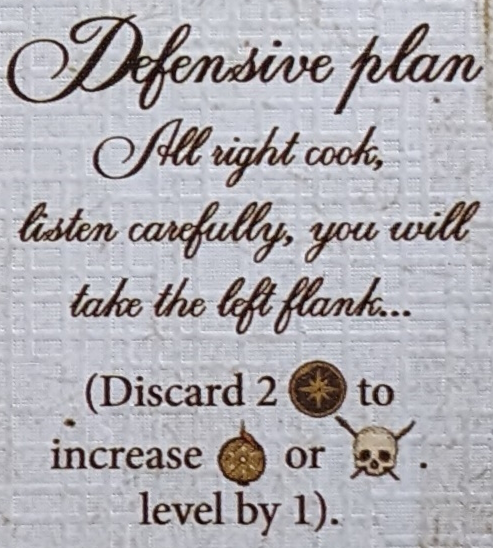 Defensive plan
All right cook,
listen carefully, you will
take the left flank...
(Discard 2 to
increase or .
level by 1).